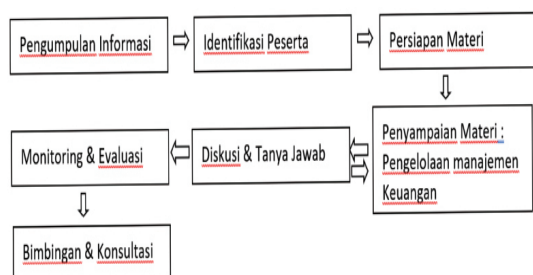 Pengumpulan Informasi
Identifikasi Peserta
Persiapan Materi
Penyampaian Materi :
Pengelolaan manajemen
Keuangan
Diskusi & Tanya Jawab
Monitoring & Evaluasi
Bimbingan & Konsultasi